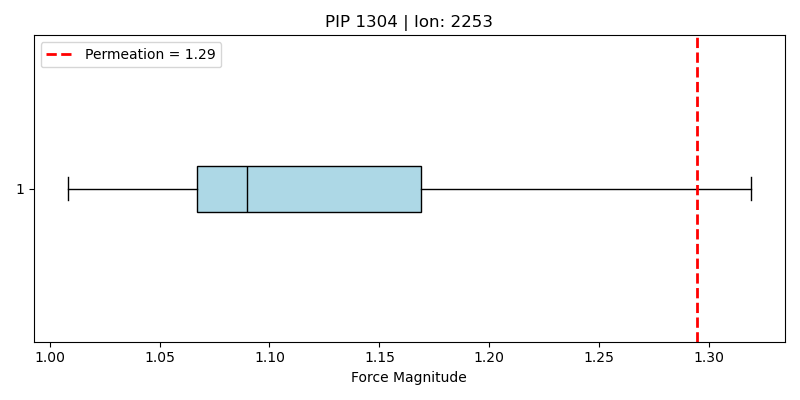 PIP 1304 | Ion: 2253
Permeation = 1.29
1
1.00 1.05 1.10 1.15 1.20 1.25 1.30
Force Magnitude